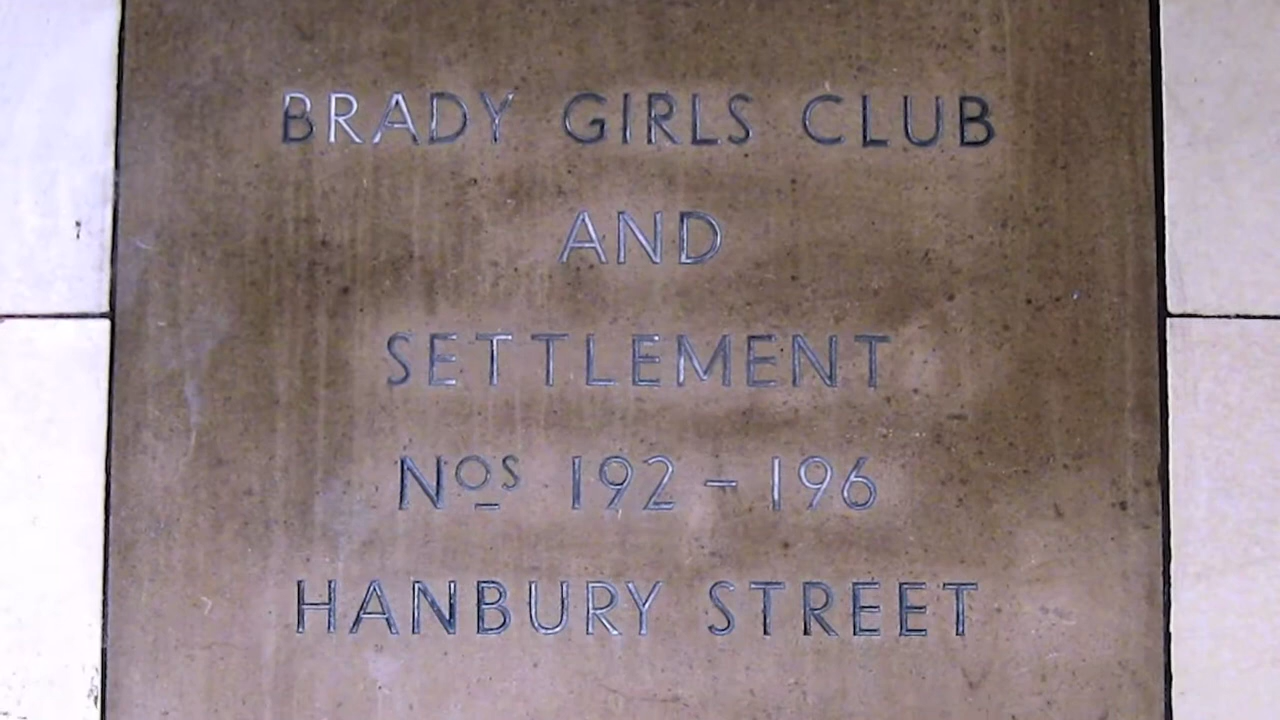 BRADY GIRLS CLUB
AND
SETTLEMENT
Nos 192 - 196
HANBURY STREET